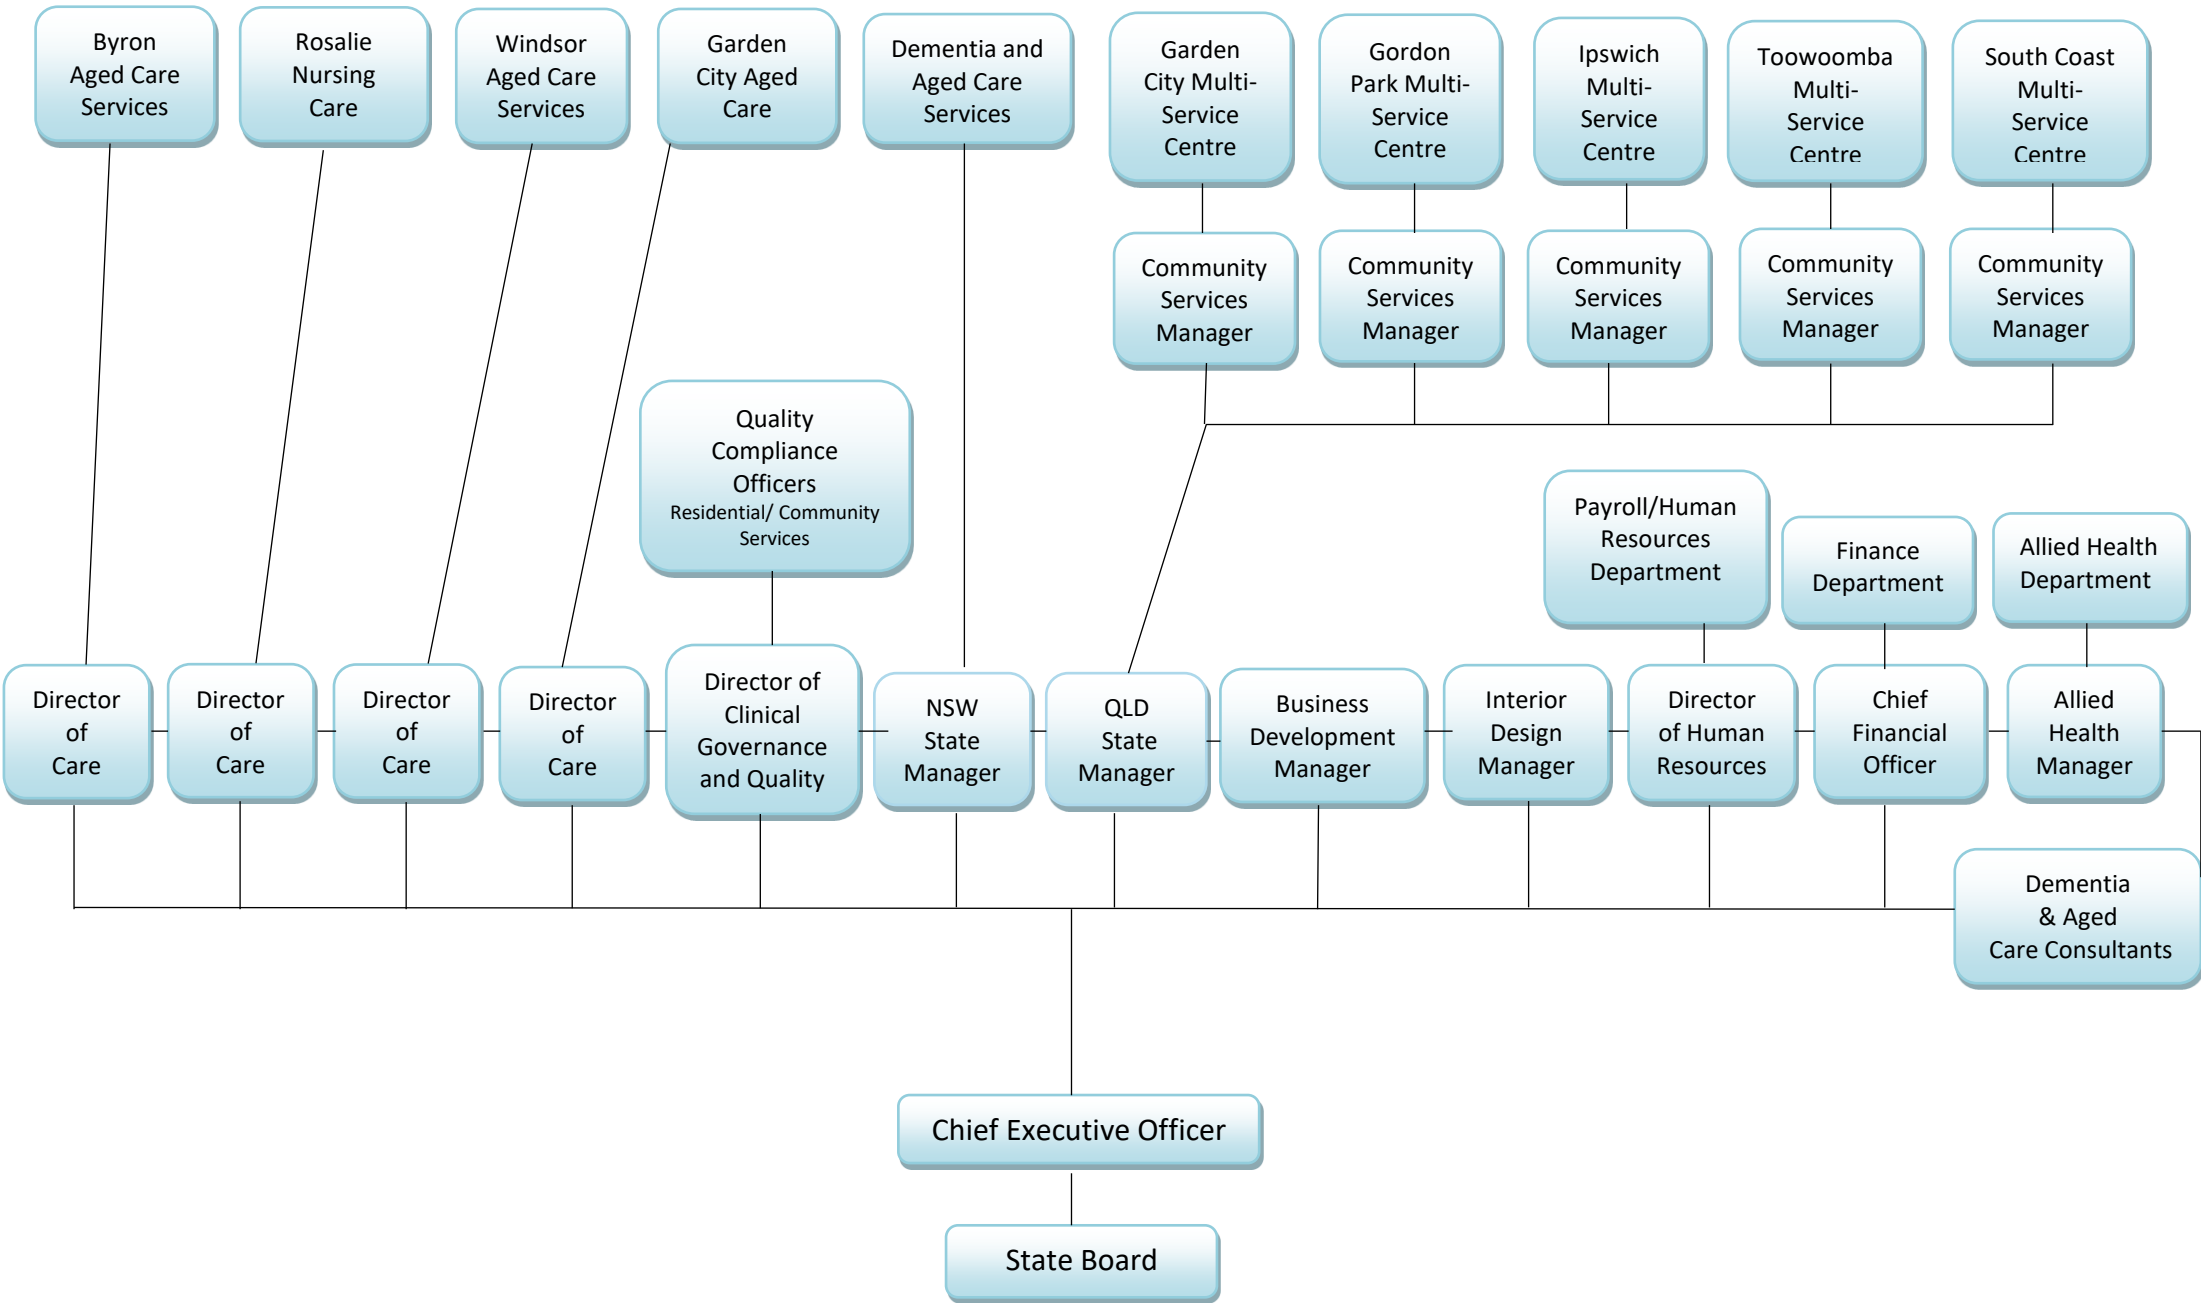 Byron
Aged Care
Services
Rosalie
Nursing
Care
Windsor
Aged Care
Services
Garden
City Aged
Care
Dementia and
Aged Care
Services
Garden
City Multi-
Service
Centre
Gordon
Park Multi-
Service
Centre
Ipswich
Multi-
Service
Centre
Toowoomba
Multi-
Service
Centre
South Coast
Multi-
Service
Centre
Community
Services
Manager
Community
Services
Manager
Community
Services
Manager
Community
Services
Manager
Community
Services
Manager
Quality
Compliance
Officers
Residential/ Community
Services
Payroll/Human
Resources
Department
Finance
Department
Allied Health
Department
Director
of
Care
Director
of
Care
Director
of
Care
Director
of
Care
Director of
Clinical
Governance
and Quality
NSW
State
Manager
QLD
State
Manager
Business
Development
Manager
Interior
Design
Manager
Director
of Human
Resources
Chief
Financial
Officer
Allied
Health
Manager
Dementia
& Aged
Care Consultants
Chief Executive Officer
State Board